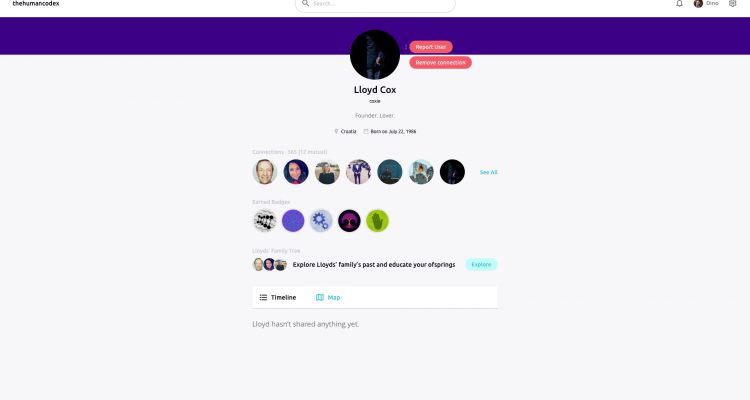 thehumancodex
Search...
Dino
Report User
Remove connection
Lloyd Cox
coxie
Founder. Lover.
Croatia
Born on July 22, 1986
Connections · 565 (12 mutual)
See All
Earned Badges
Lloyds' Family Tree
Explore Lloyds' family's past and educate your ofsprings
Explore
Timeline
Map
Lloyd hasn't shared anything yet.